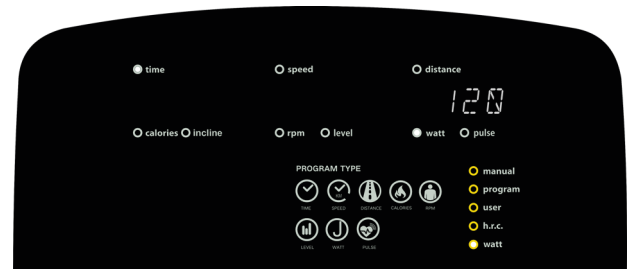 time speed distance
120
calories incline rpm level watt pulse
PROGRAM TYPE
manual
program
user
h.r.c.
watt
TIME SPEED DISTANCE CALORIES RPM
LEVEL WATT PULSE